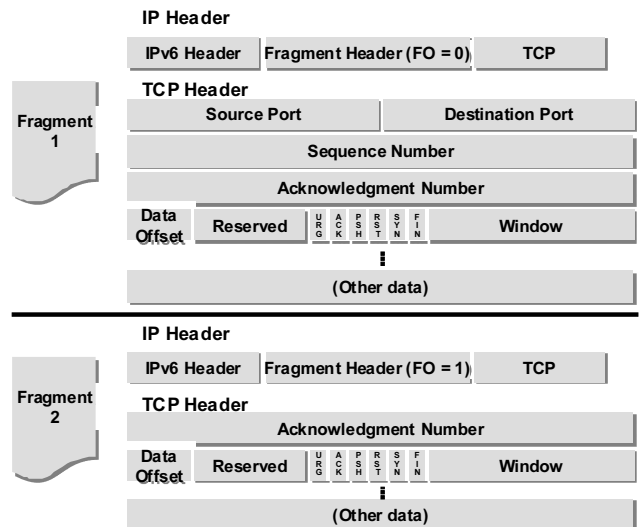 IP Header
IPv6 Header Fragment Header (FO = 0) TCP
Fragment
1
TCP Header
Source Port Destination Port
Sequence Number
Acknowledgment Number
Data
Offset Reserved URG ACK PSH RST SYN FIN Window
(Other data)
IP Header
IPv6 Header Fragment Header (FO = 1) TCP
Fragment
2
TCP Header
Acknowledgment Number
Data
Offset Reserved URG ACK PSH RST SYN FIN Window
(Other data)